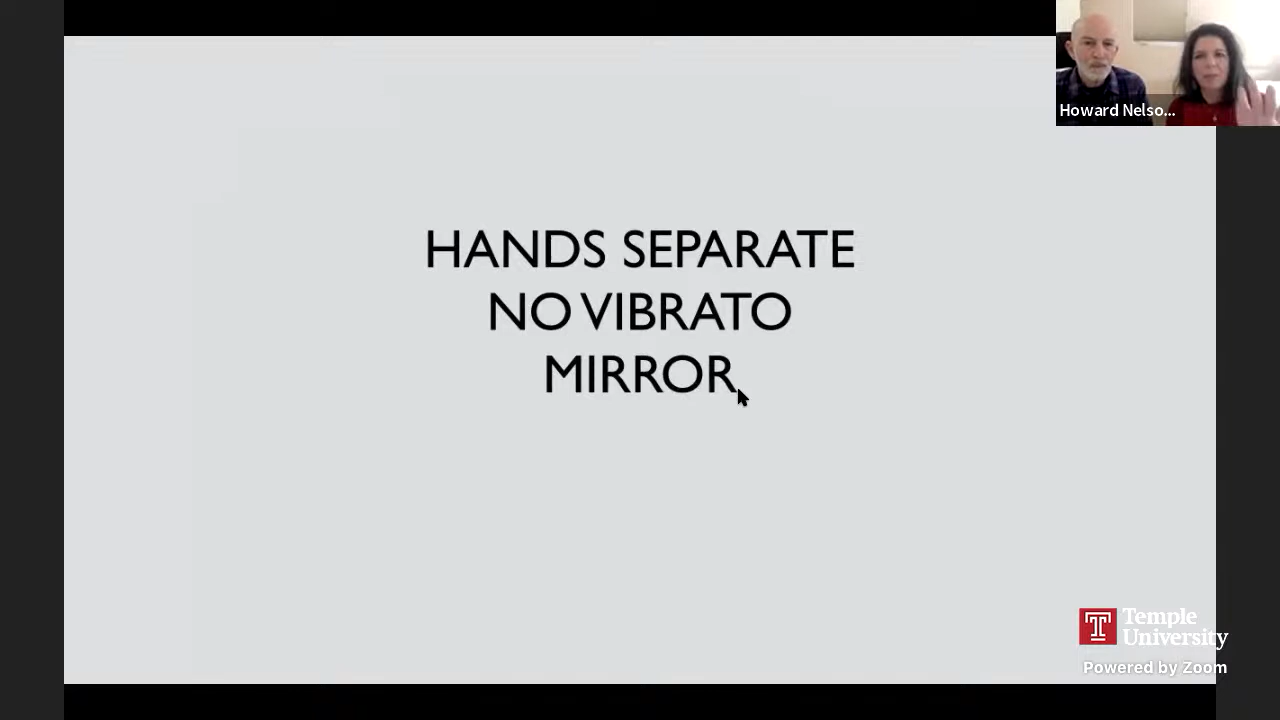 Howard Nelso...
HANDS SEPARATE
NO VIBRATO
MIRROR
Temple
University
Powered by Zoom